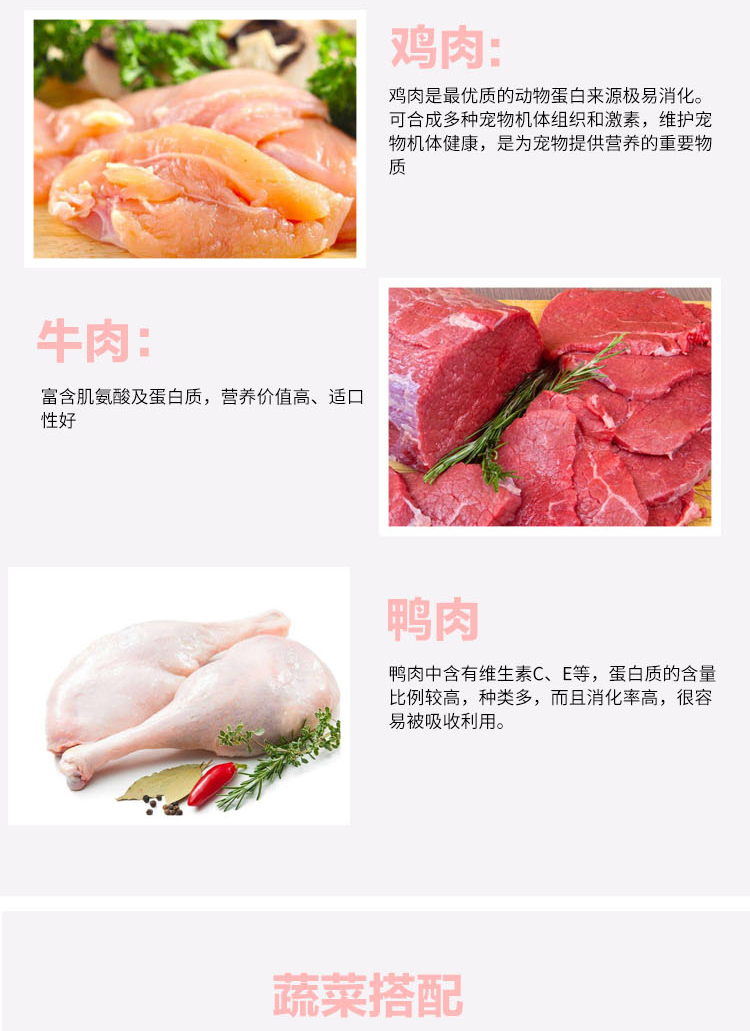 鸡肉:
鸡肉是最优质的动物蛋白来源极易消化。
可合成多种宠物机体组织和激素，维护宠
物机体健康，是为宠物提供营养的重要物
质
牛肉：
富含肌氨酸及蛋白质，营养价值高、适口
性好
鸭肉
鸭肉中含有维生素C、E等，蛋白质的含量
比例较高，种类多，而且消化率高，很容
易被吸收利用。
蔬菜搭配